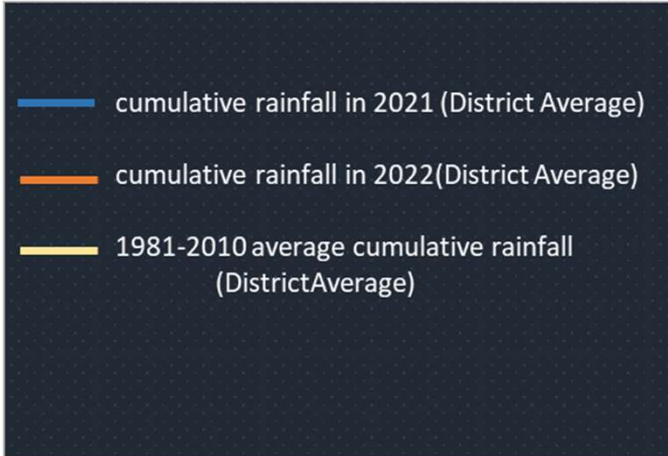 cumulative rainfall in 2021 (District Average)
cumulative rainfall in 2022(District Average)
1981-2010 average cumulative rainfall
(DistrictAverage)